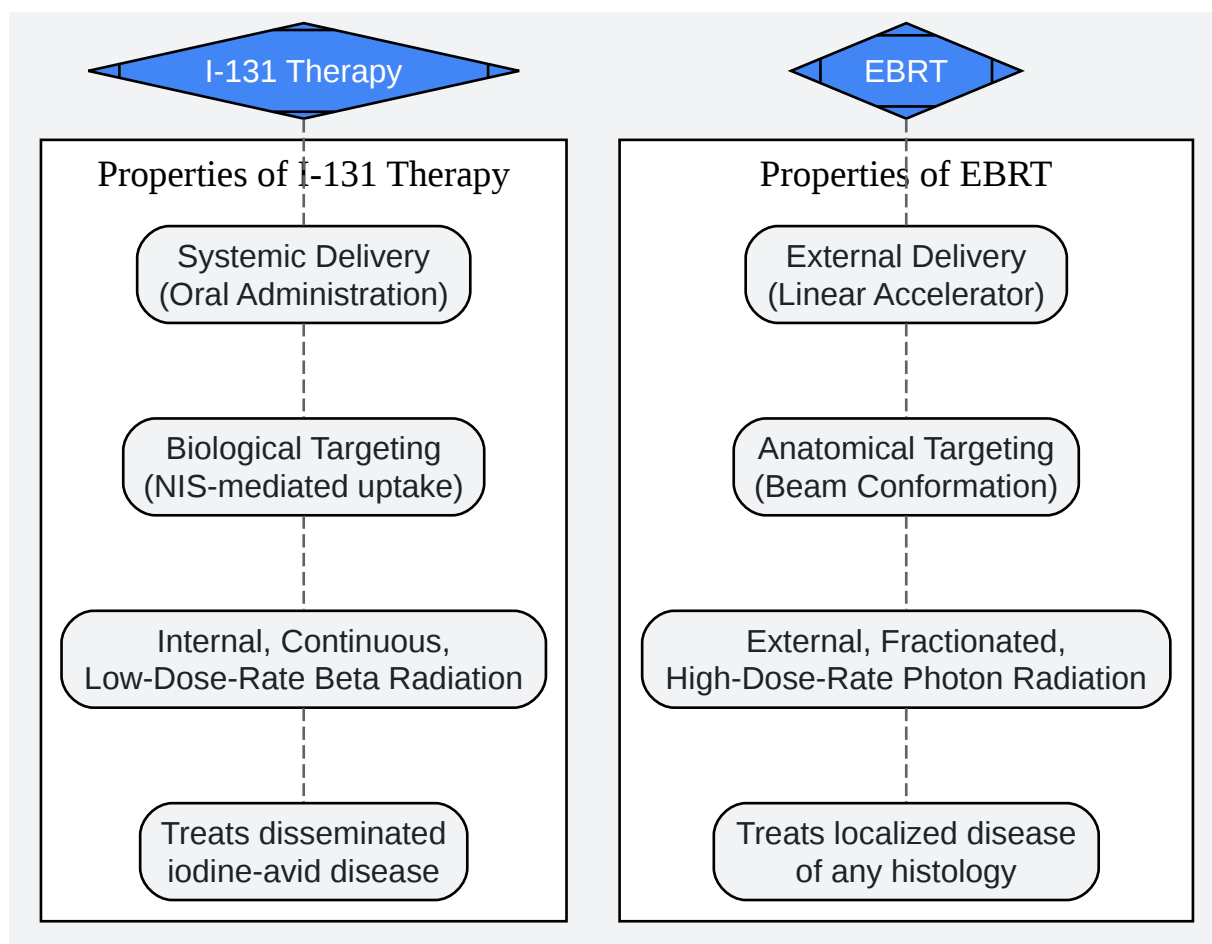 I-131 Therapy
Properties of I-131 Therapy
Systemic Delivery
(Oral Administration)
Biological Targeting
(NIS-mediated uptake)
Internal, Continuous,
Low-Dose-Rate Beta Radiation
Treats disseminated
iodine-avid disease
EBRT
Properties of EBRT
External Delivery
(Linear Accelerator)
Anatomical Targeting
(Beam Conformation)
External, Fractionated,
High-Dose-Rate Photon Radiation
Treats localized disease
of any histology